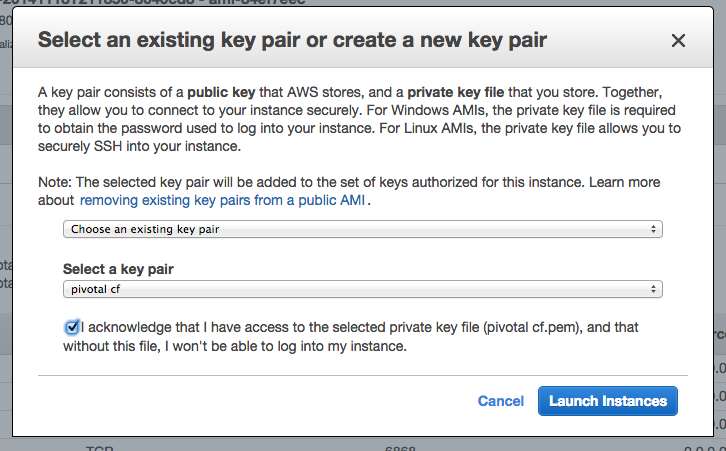 Select an existing key pair or create a new key pair
A key pair consists of a public key that AWS stores, and a private key file that you store. Together,
they allow you to connect to your instance securely. For Windows AMIs, the private key file is required
to obtain the password used to log into your instance. For Linux AMIs, the private key file allows you to
securely SSH into your instance.
Note: The selected key pair will be added to the set of keys authorized for this instance. Learn more
about removing existing key pairs from a public AMI .
Choose an existing key pair
Select a key pair
pivotal cf
I acknowledge that I have access to the selected private key file (pivotal cf.pem), and that
without this file, I won't be able to log into my instance.
Cancel Launch Instances
TCP 6868